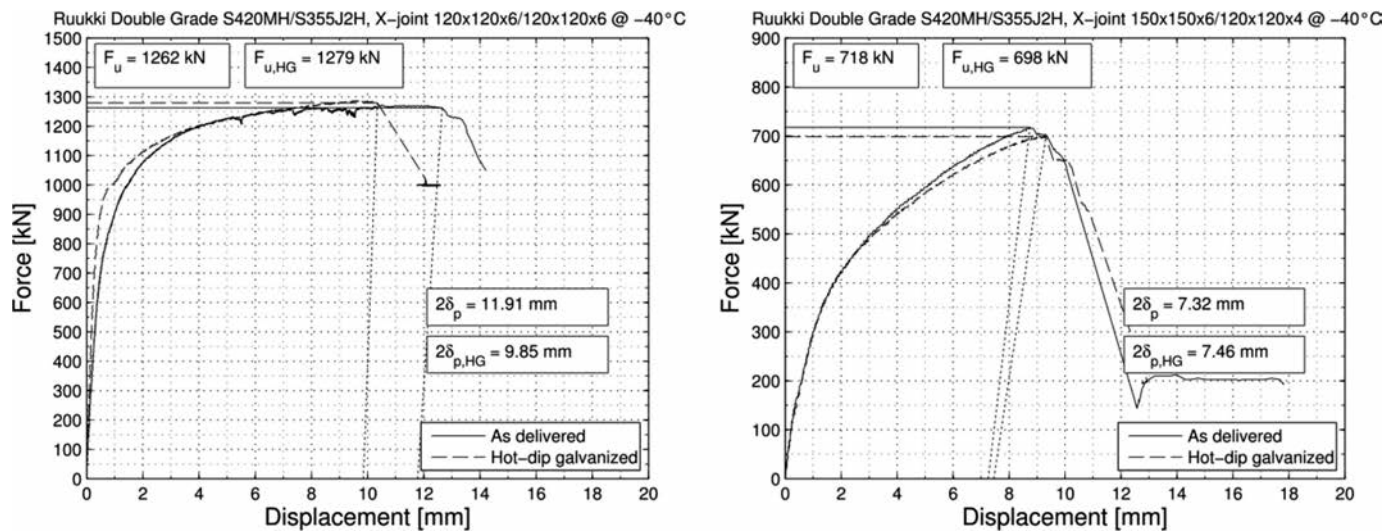 Ruukki Double Grade S420MH/S355J2H, X-joint 120x120x6/120x120x6 @ -40°C
1500
1400
1300
1200
1100
1000
900
800
700
600
500
400
300
200
100
0
Force [kN]
F_u = 1262 kN
F_u,HG = 1279 kN
2δ_p = 11.91 mm
2δ_p,HG = 9.85 mm
As delivered
Hot-dip galvanized
0 2 4 6 8 10 12 14 16 18 20
Displacement [mm]
Ruukki Double Grade S420MH/S355J2H, X-joint 150x150x6/120x120x4 @ -40°C
900
800
700
600
500
400
300
200
100
0
Force [kN]
F_u = 718 kN
F_u,HG = 698 kN
2δ_p = 7.32 mm
2δ_p,HG = 7.46 mm
As delivered
Hot-dip galvanized
0 2 4 6 8 10 12 14 16 18 20
Displacement [mm]